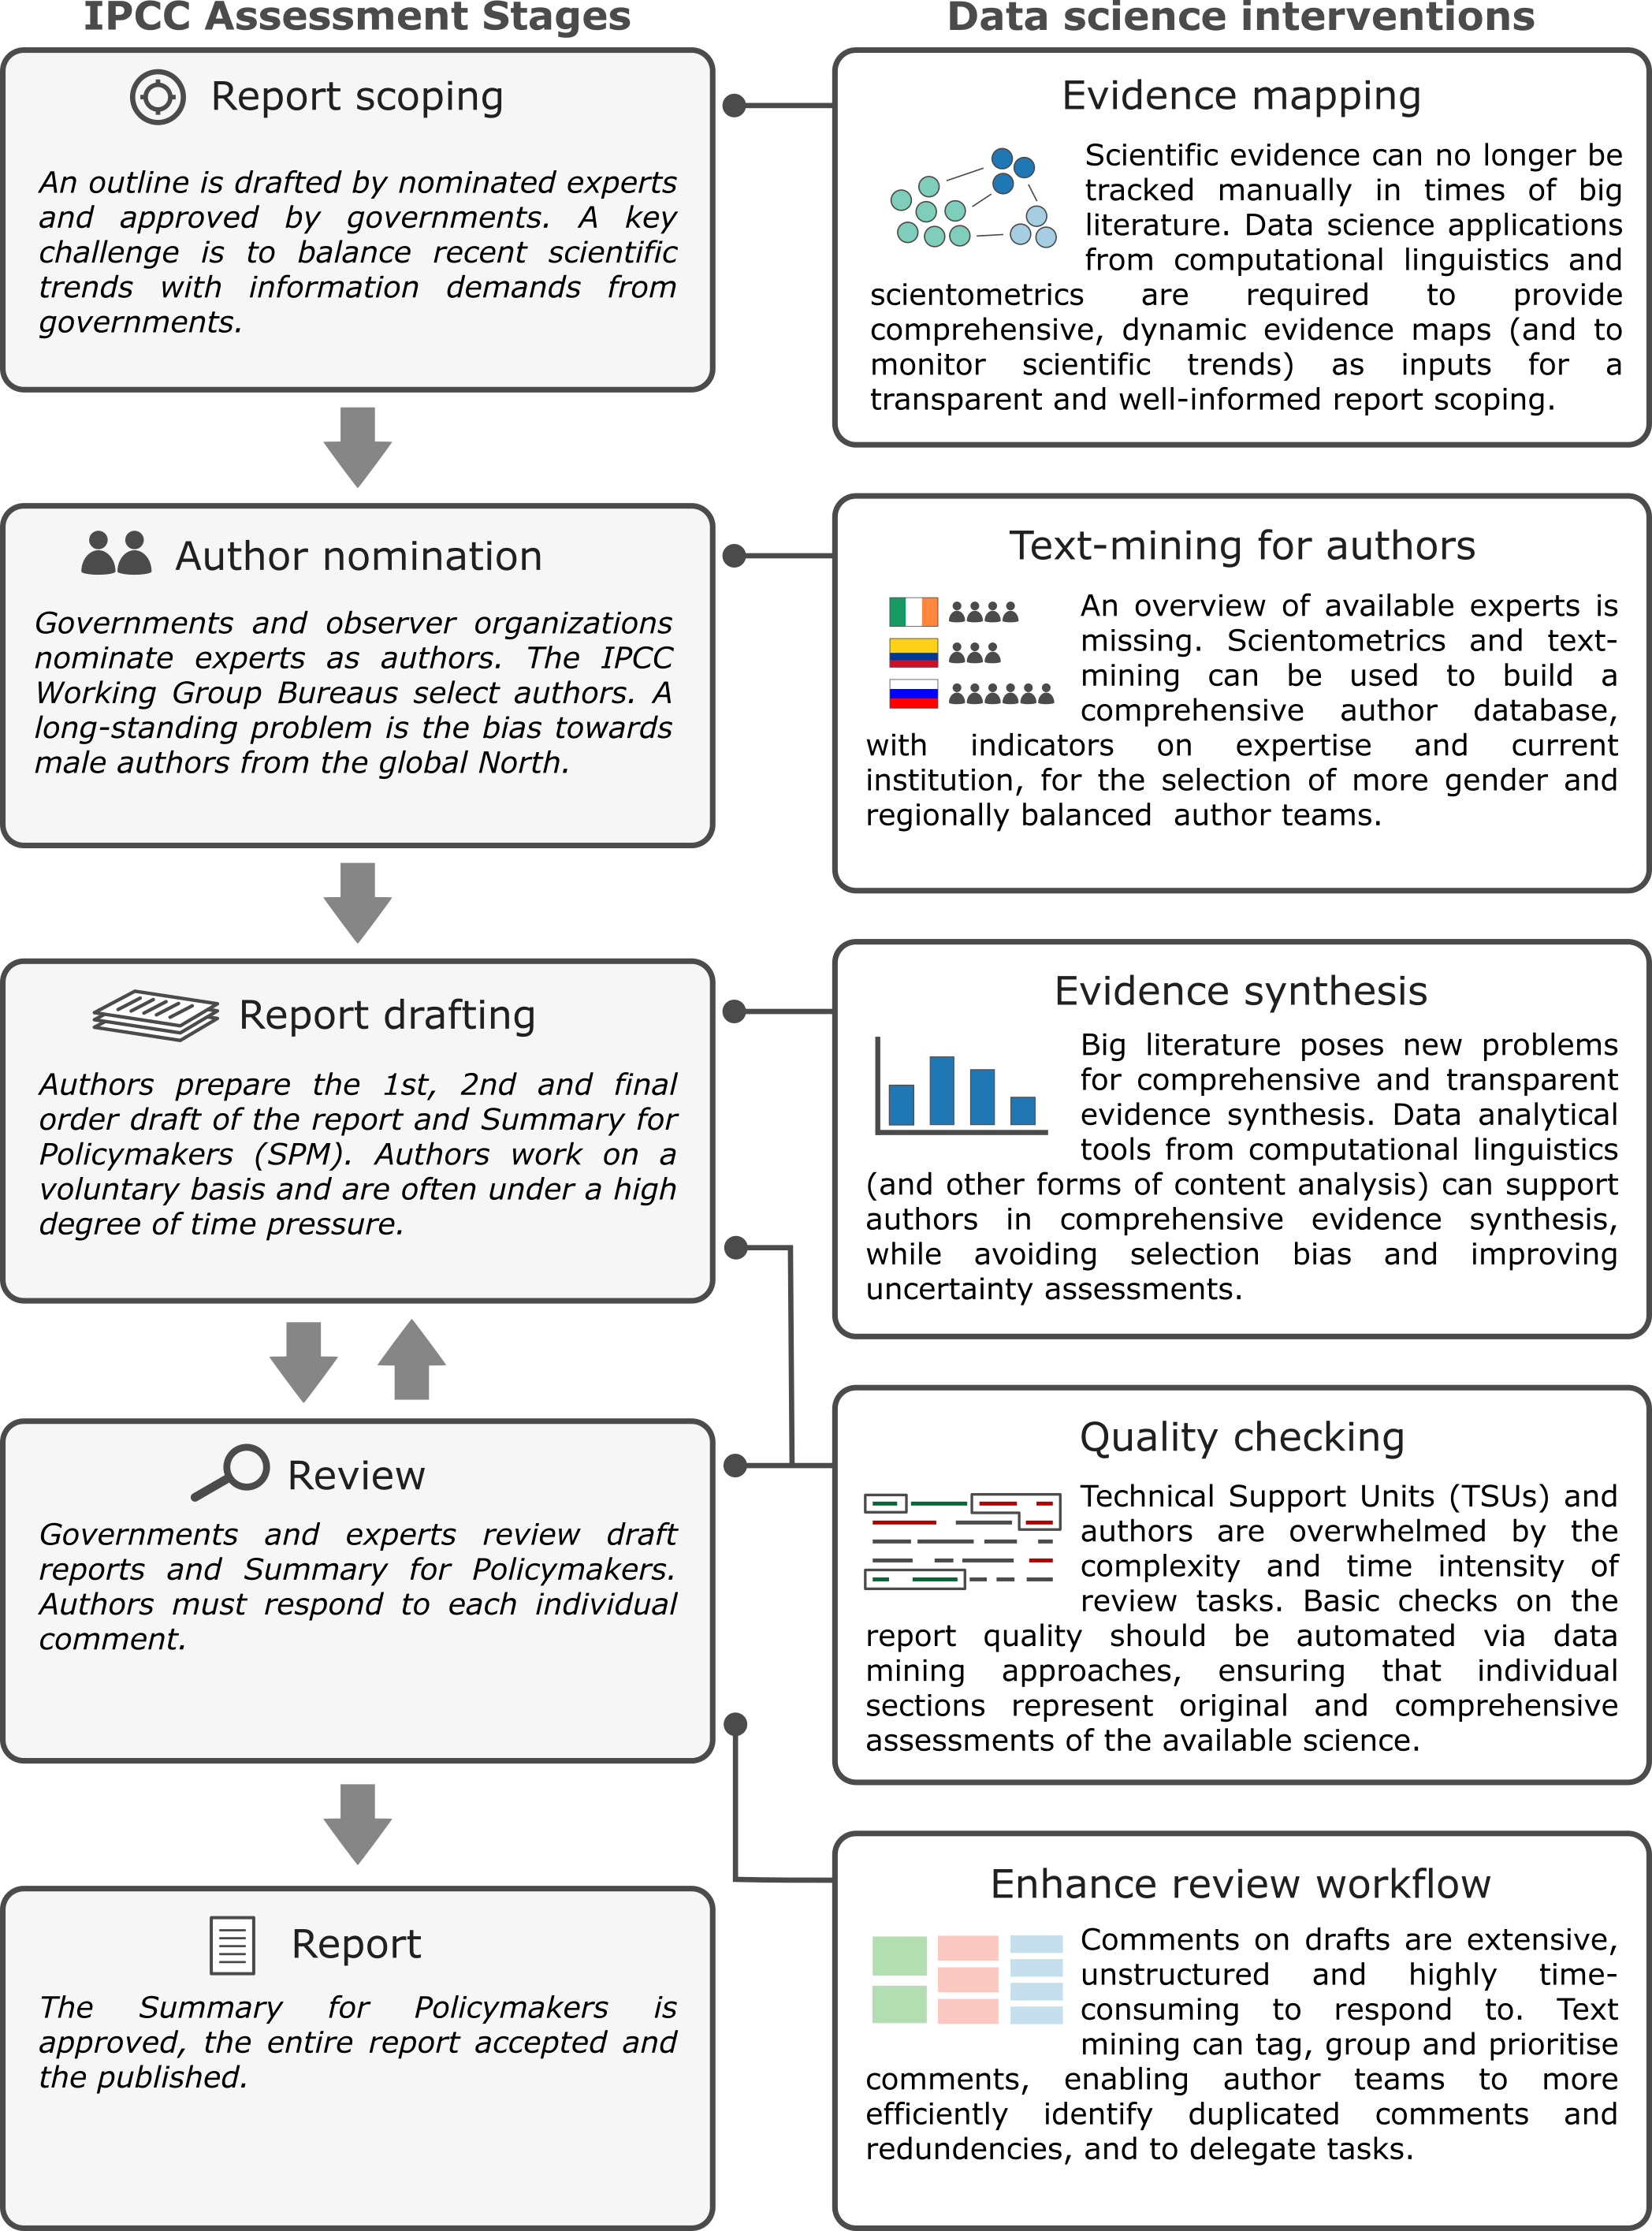 IPCC Assessment Stages
Data science interventions
Report scoping
An outline is drafted by nominated experts
and approved by governments. A key
challenge is to balance recent scientific
trends with information demands from
governments.
Evidence mapping
Scientific evidence can no longer be
tracked manually in times of big
literature. Data science applications
from computational linguistics and
scientometrics are required to provide
comprehensive, dynamic evidence maps (and to
monitor scientific trends) as inputs for a
transparent and well-informed report scoping.
Author nomination
Governments and observer organizations
nominate experts as authors. The IPCC
Working Group Bureaus select authors. A
long-standing problem is the bias towards
male authors from the global North.
Text-mining for authors
An overview of available experts is
missing. Scientometrics and text-
mining can be used to build a
comprehensive author database,
with indicators on expertise and current
institution, for the selection of more gender and
regionally balanced author teams.
Report drafting
Authors prepare the 1st, 2nd and final
order draft of the report and Summary for
Policymakers (SPM). Authors work on a
voluntary basis and are often under a high
degree of time pressure.
Evidence synthesis
Big literature poses new problems
for comprehensive and transparent
evidence synthesis. Data analytical
tools from computational linguistics
(and other forms of content analysis) can support
authors in comprehensive evidence synthesis,
while avoiding selection bias and improving
uncertainty assessments.
Review
Governments and experts review draft
reports and Summary for Policymakers.
Authors must respond to each individual
comment.
Quality checking
Technical Support Units (TSUs) and
authors are overwhelmed by the
complexity and time intensity of
review tasks. Basic checks on the
report quality should be automated via data
mining approaches, ensuring that individual
sections represent original and comprehensive
assessments of the available science.
Report
The Summary for Policymakers is
approved, the entire report accepted and
the published.
Enhance review workflow
Comments on drafts are extensive,
unstructured and highly time-
consuming to respond to. Text
mining can tag, group and prioritise
comments, enabling author teams to more
efficiently identify duplicated comments and
redundencies, and to delegate tasks.